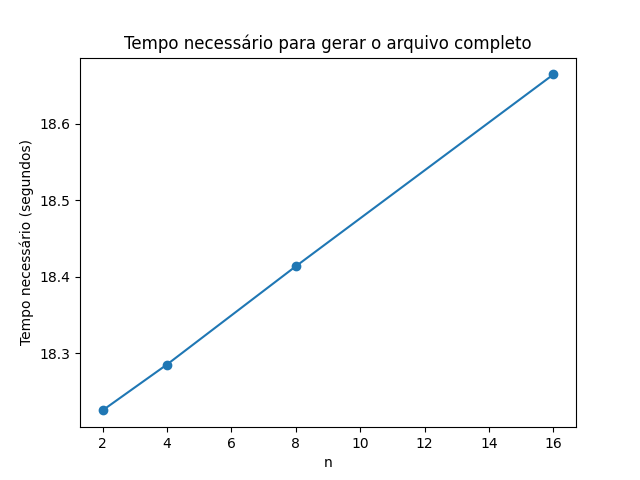 Tempo necessário para gerar o arquivo completo
Tempo necessário (segundos)
18.6
18.5
18.4
18.3
2 4 6 8 10 12 14 16
n